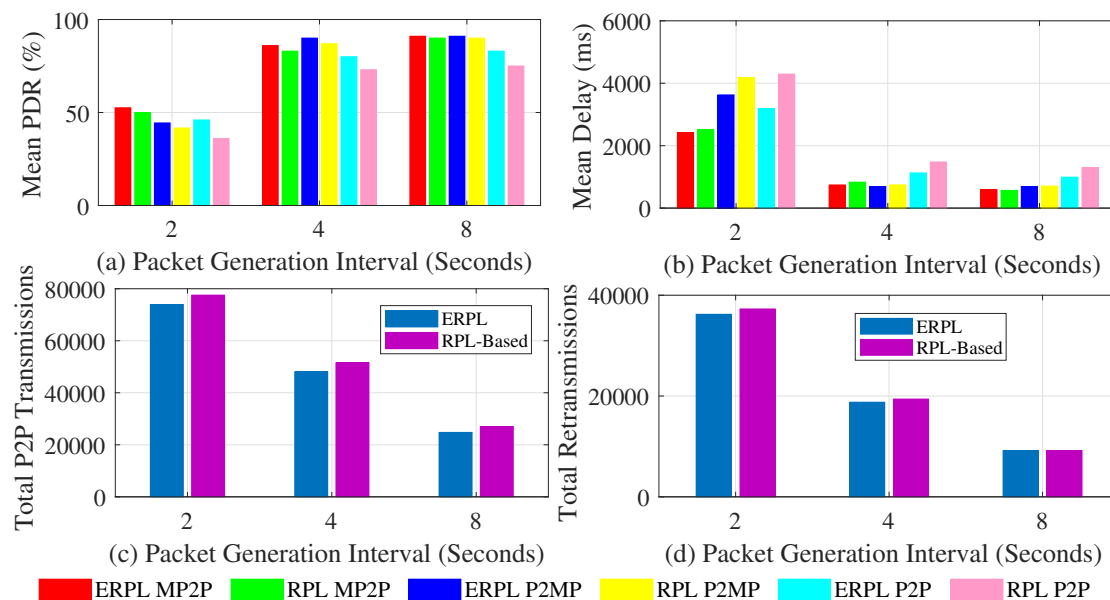 Mean PDR (%)
100
50
0
2
4
8
(a) Packet Generation Interval (Seconds)
Mean Delay (ms)
6000
4000
2000
0
2
4
8
(b) Packet Generation Interval (Seconds)
Total P2P Transmissions
80000
60000
40000
20000
0
ERPL
RPL-Based
2
4
8
(c) Packet Generation Interval (Seconds)
Total Retransmissions
40000
20000
0
ERPL
RPL-Based
2
4
8
(d) Packet Generation Interval (Seconds)
ERPL MP2P
RPL MP2P
ERPL P2MP
RPL P2MP
ERPL P2P
RPL P2P